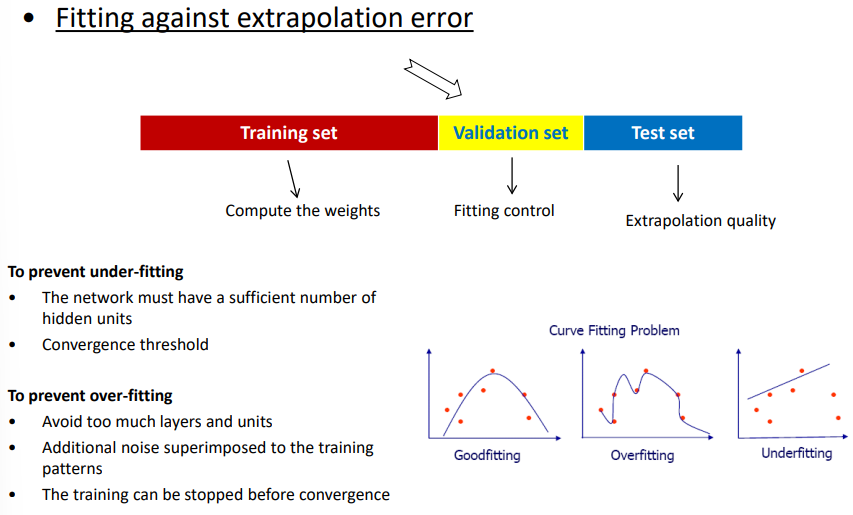 • Fitting against extrapolation error
Training set
Validation set
Test set
Compute the weights
Fitting control
Extrapolation quality
To prevent under-fitting
• The network must have a sufficient number of
hidden units
• Convergence threshold
To prevent over-fitting
• Avoid too much layers and units
• Additional noise superimposed to the training
patterns
• The training can be stopped before convergence
Curve Fitting Problem
Goodfitting
Overfitting
Underfitting